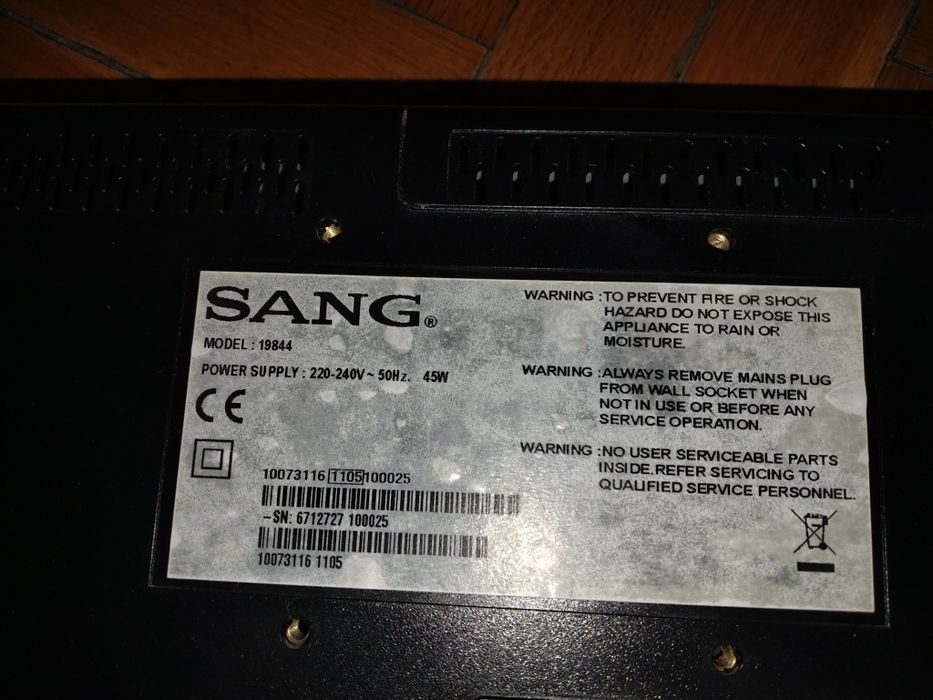 SANG®
MODEL : 19844
POWER SUPPLY : 220-240V ~ 50Hz. 45W
CE
10073116 1105 100025
-SN: 6712727 100025
10073116 1105
WARNING : TO PREVENT FIRE OR SHOCK
HAZARD DO NOT EXPOSE THIS
APPLIANCE TO RAIN OR
MOISTURE.
WARNING : ALWAYS REMOVE MAINS PLUG
FROM WALL SOCKET WHEN
NOT IN USE OR BEFORE ANY
SERVICE OPERATION.
WARNING : NO USER SERVICEABLE PARTS
INSIDE.REFER SERVICING TO
QUALIFIED SERVICE PERSONNEL.